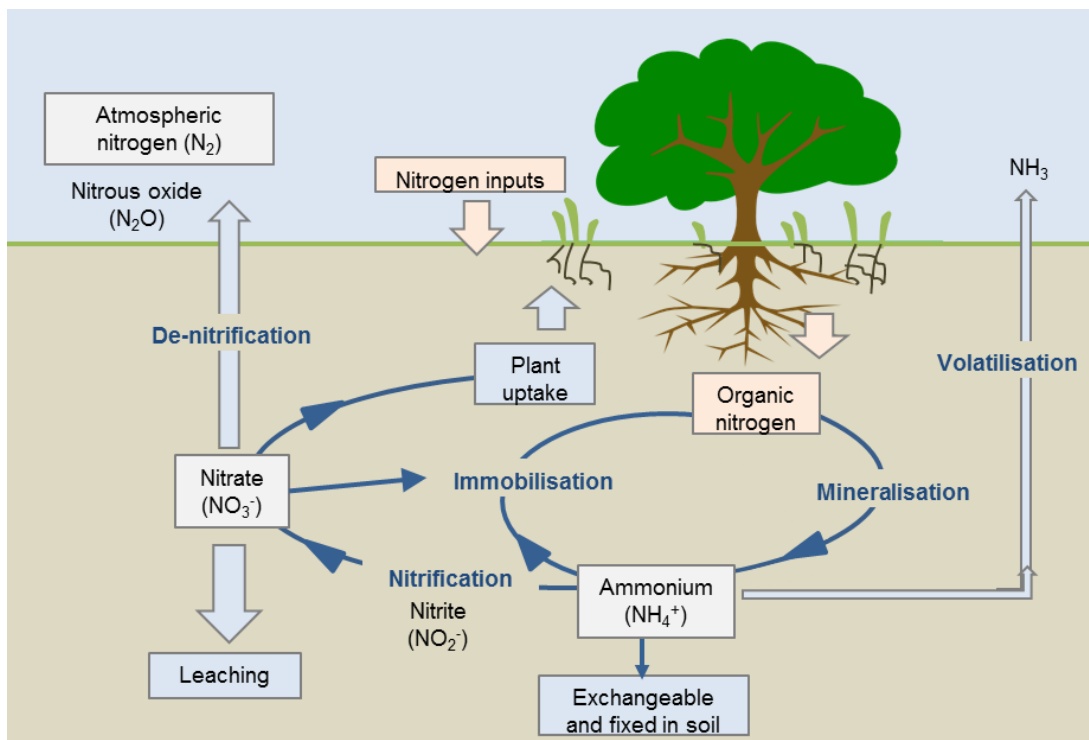 Atmospheric
nitrogen (N₂)
Nitrous oxide
(N₂O)
Nitrogen inputs
NH₃
De-nitrification
Volatilisation
Plant
uptake
Organic
nitrogen
Nitrate
(NO₃⁻)
Immobilisation
Mineralisation
Nitrification
Nitrite
(NO₂⁻)
Ammonium
(NH₄⁺)
Leaching
Exchangeable
and fixed in soil